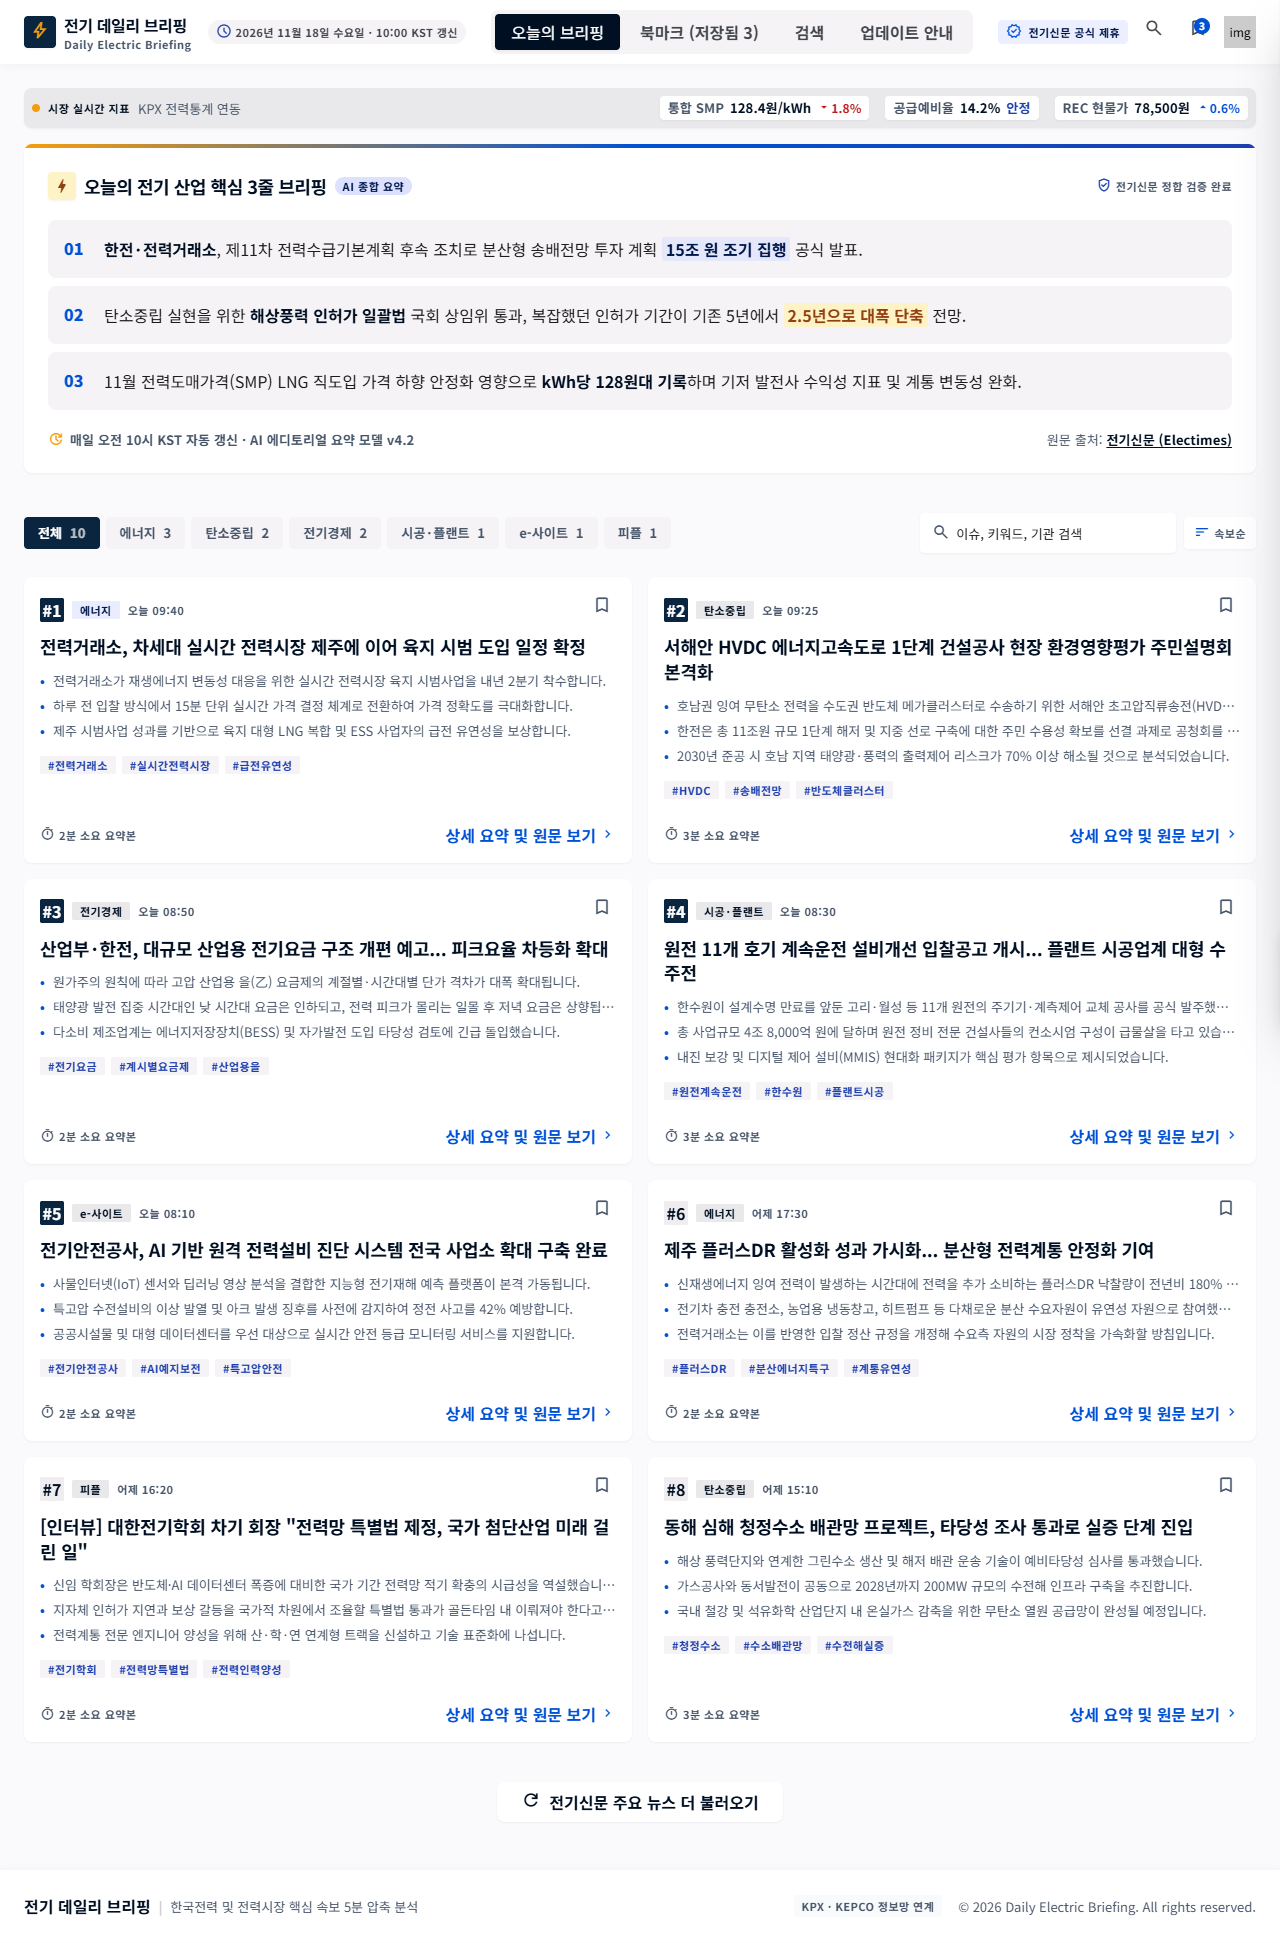 전기 데일리 브리핑
Daily Electric Briefing
2026년 11월 18일 수요일 · 10:00 KST 갱신
오늘의 브리핑
북마크 (저장됨 3)
검색
업데이트 안내
전기신문 공식 제휴
3
img
시장 실시간 지표 KPX 전력통계 연동
통합 SMP 128.4원/kWh 1.8%
공급예비율 14.2% 안정
REC 현물가 78,500원 0.6%
오늘의 전기 산업 핵심 3줄 브리핑 AI 종합 요약
전기신문 정합 검증 완료
01 한전·전력거래소, 제11차 전력수급기본계획 후속 조치로 분산형 송배전망 투자 계획 15조 원 조기 집행 공식 발표.
02 탄소중립 실현을 위한 해상풍력 인허가 일괄법 국회 상임위 통과, 복잡했던 인허가 기간이 기존 5년에서 2.5년으로 대폭 단축 전망.
03 11월 전력도매가격(SMP) LNG 직도입 가격 하향 안정화 영향으로 kWh당 128원대 기록하며 기저 발전사 수익성 지표 및 계통 변동성 완화.
매일 오전 10시 KST 자동 갱신 · AI 에디토리얼 요약 모델 v4.2
원문 출처: 전기신문 (Electimes)
전체 10
에너지 3
탄소중립 2
전기경제 2
시공·플랜트 1
e-사이트 1
피플 1
이슈, 키워드, 기관 검색
속보순
#1 에너지 오늘 09:40
전력거래소, 차세대 실시간 전력시장 제주에 이어 육지 시범 도입 일정 확정
• 전력거래소가 재생에너지 변동성 대응을 위한 실시간 전력시장 육지 시범사업을 내년 2분기 착수합니다.
• 하루 전 입찰 방식에서 15분 단위 실시간 가격 결정 체계로 전환하여 가격 정확도를 극대화합니다.
• 제주 시범사업 성과를 기반으로 육지 대형 LNG 복합 및 ESS 사업자의 급전 유연성을 보상합니다.
#전력거래소 #실시간전력시장 #급전유연성
2분 소요 요약본
상세 요약 및 원문 보기
#2 탄소중립 오늘 09:25
서해안 HVDC 에너지고속도로 1단계 건설공사 현장 환경영향평가 주민설명회
본격화
• 호남권 잉여 무탄소 전력을 수도권 반도체 메가클러스터로 수송하기 위한 서해안 초고압직류송전(HVD…
• 한전은 총 11조원 규모 1단계 해저 및 지중 선로 구축에 대한 주민 수용성 확보를 선결 과제로 공청회를 …
• 2030년 준공 시 호남 지역 태양광·풍력의 출력제어 리스크가 70% 이상 해소될 것으로 분석되었습니다.
#HVDC #송배전망 #반도체클러스터
3분 소요 요약본
상세 요약 및 원문 보기
#3 전기경제 오늘 08:50
산업부·한전, 대규모 산업용 전기요금 구조 개편 예고... 피크요율 차등화 확대
• 원가주의 원칙에 따라 고압 산업용 을(乙) 요금제의 계절별·시간대별 단가 격차가 대폭 확대됩니다.
• 태양광 발전 집중 시간대인 낮 시간대 요금은 인하되고, 전력 피크가 몰리는 일몰 후 저녁 요금은 상향됩…
• 다소비 제조업계는 에너지저장장치(BESS) 및 자가발전 도입 타당성 검토에 긴급 돌입했습니다.
#전기요금 #계시별요금제 #산업용을
2분 소요 요약본
상세 요약 및 원문 보기
#4 시공·플랜트 오늘 08:30
원전 11개 호기 계속운전 설비개선 입찰공고 개시... 플랜트 시공업계 대형 수
주전
• 한수원이 설계수명 만료를 앞둔 고리·월성 등 11개 원전의 주기기·계측제어 교체 공사를 공식 발주했…
• 총 사업규모 4조 8,000억 원에 달하며 원전 정비 전문 건설사들의 컨소시엄 구성이 급물살을 타고 있습…
• 내진 보강 및 디지털 제어 설비(MMIS) 현대화 패키지가 핵심 평가 항목으로 제시되었습니다.
#원전계속운전 #한수원 #플랜트시공
3분 소요 요약본
상세 요약 및 원문 보기
#5 e-사이트 오늘 08:10
전기안전공사, AI 기반 원격 전력설비 진단 시스템 전국 사업소 확대 구축 완료
• 사물인터넷(IoT) 센서와 딥러닝 영상 분석을 결합한 지능형 전기재해 예측 플랫폼이 본격 가동됩니다.
• 특고압 수전설비의 이상 발열 및 아크 발생 징후를 사전에 감지하여 정전 사고를 42% 예방합니다.
• 공공시설물 및 대형 데이터센터를 우선 대상으로 실시간 안전 등급 모니터링 서비스를 지원합니다.
#전기안전공사 #AI예지보전 #특고압안전
2분 소요 요약본
상세 요약 및 원문 보기
#6 에너지 어제 17:30
제주 플러스DR 활성화 성과 가시화... 분산형 전력계통 안정화 기여
• 신재생에너지 잉여 전력이 발생하는 시간대에 전력을 추가 소비하는 플러스DR 낙찰량이 전년비 180% …
• 전기차 충전 충전소, 농업용 냉동창고, 히트펌프 등 다채로운 분산 수요자원이 유연성 자원으로 참여했…
• 전력거래소는 이를 반영한 입찰 정산 규정을 개정해 수요측 자원의 시장 정착을 가속화할 방침입니다.
#플러스DR #분산에너지특구 #계통유연성
2분 소요 요약본
상세 요약 및 원문 보기
#7 피플 어제 16:20
[인터뷰] 대한전기학회 차기 회장 "전력망 특별법 제정, 국가 첨단산업 미래 걸
린 일"
• 신임 학회장은 반도체·AI 데이터센터 폭증에 대비한 국가 기간 전력망 적기 확충의 시급성을 역설했습니…
• 지자체 인허가 지연과 보상 갈등을 국가적 차원에서 조율할 특별법 통과가 골든타임 내 이뤄져야 한다고…
• 전력계통 전문 엔지니어 양성을 위해 산·학·연 연계형 트랙을 신설하고 기술 표준화에 나섭니다.
#전기학회 #전력망특별법 #전력인력양성
2분 소요 요약본
상세 요약 및 원문 보기
#8 탄소중립 어제 15:10
동해 심해 청정수소 배관망 프로젝트, 타당성 조사 통과로 실증 단계 진입
• 해상 풍력단지와 연계한 그린수소 생산 및 해저 배관 운송 기술이 예비타당성 심사를 통과했습니다.
• 가스공사와 동서발전이 공동으로 2028년까지 200MW 규모의 수전해 인프라 구축을 추진합니다.
• 국내 철강 및 석유화학 산업단지 내 온실가스 감축을 위한 무탄소 열원 공급망이 완성될 예정입니다.
#청정수소 #수소배관망 #수전해실증
3분 소요 요약본
상세 요약 및 원문 보기
전기신문 주요 뉴스 더 불러오기
전기 데일리 브리핑 | 한국전력 및 전력시장 핵심 속보 5분 압축 분석
KPX · KEPCO 정보망 연계
© 2026 Daily Electric Briefing. All rights reserved.